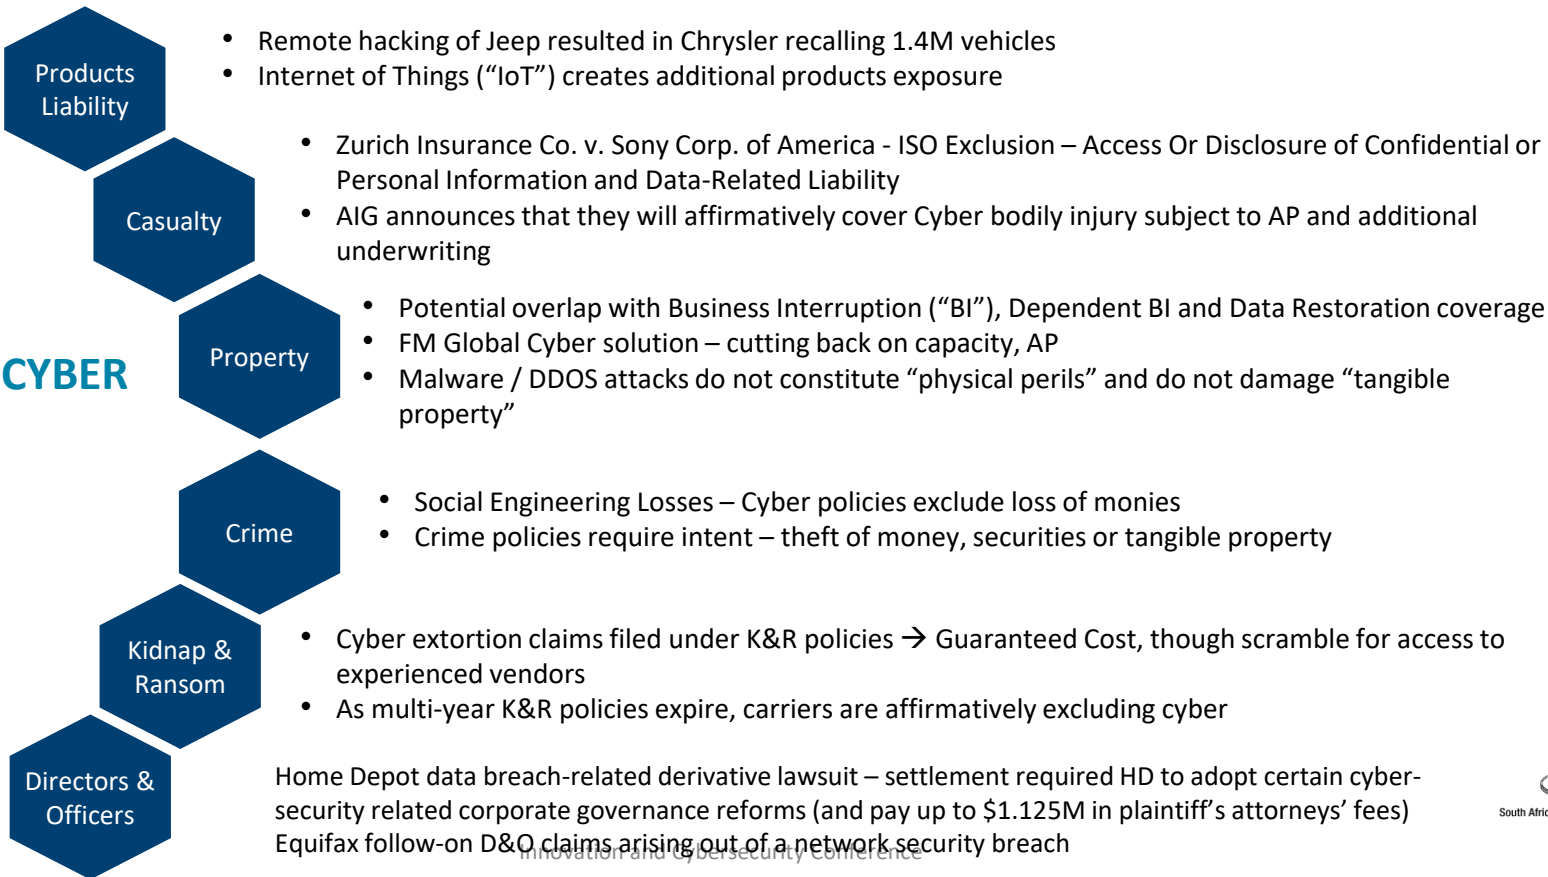 Products
Liability
• Remote hacking of Jeep resulted in Chrysler recalling 1.4M vehicles
• Internet of Things (“IoT”) creates additional products exposure
Casualty
• Zurich Insurance Co. v. Sony Corp. of America - ISO Exclusion – Access Or Disclosure of Confidential or
Personal Information and Data-Related Liability
• AIG announces that they will affirmatively cover Cyber bodily injury subject to AP and additional
underwriting
CYBER
Property
• Potential overlap with Business Interruption (“BI”), Dependent BI and Data Restoration coverage
• FM Global Cyber solution – cutting back on capacity, AP
• Malware / DDOS attacks do not constitute “physical perils” and do not damage “tangible
property”
Crime
• Social Engineering Losses – Cyber policies exclude loss of monies
• Crime policies require intent – theft of money, securities or tangible property
Kidnap &
Ransom
• Cyber extortion claims filed under K&R policies → Guaranteed Cost, though scramble for access to
experienced vendors
• As multi-year K&R policies expire, carriers are affirmatively excluding cyber
Directors &
Officers
Home Depot data breach-related derivative lawsuit – settlement required HD to adopt certain cyber-
security related corporate governance reforms (and pay up to $1.125M in plaintiff’s attorneys’ fees)
Equifax follow-on D&O claims arising out of a network security breach
Innovation and Cybersecurity Conference
South Afric